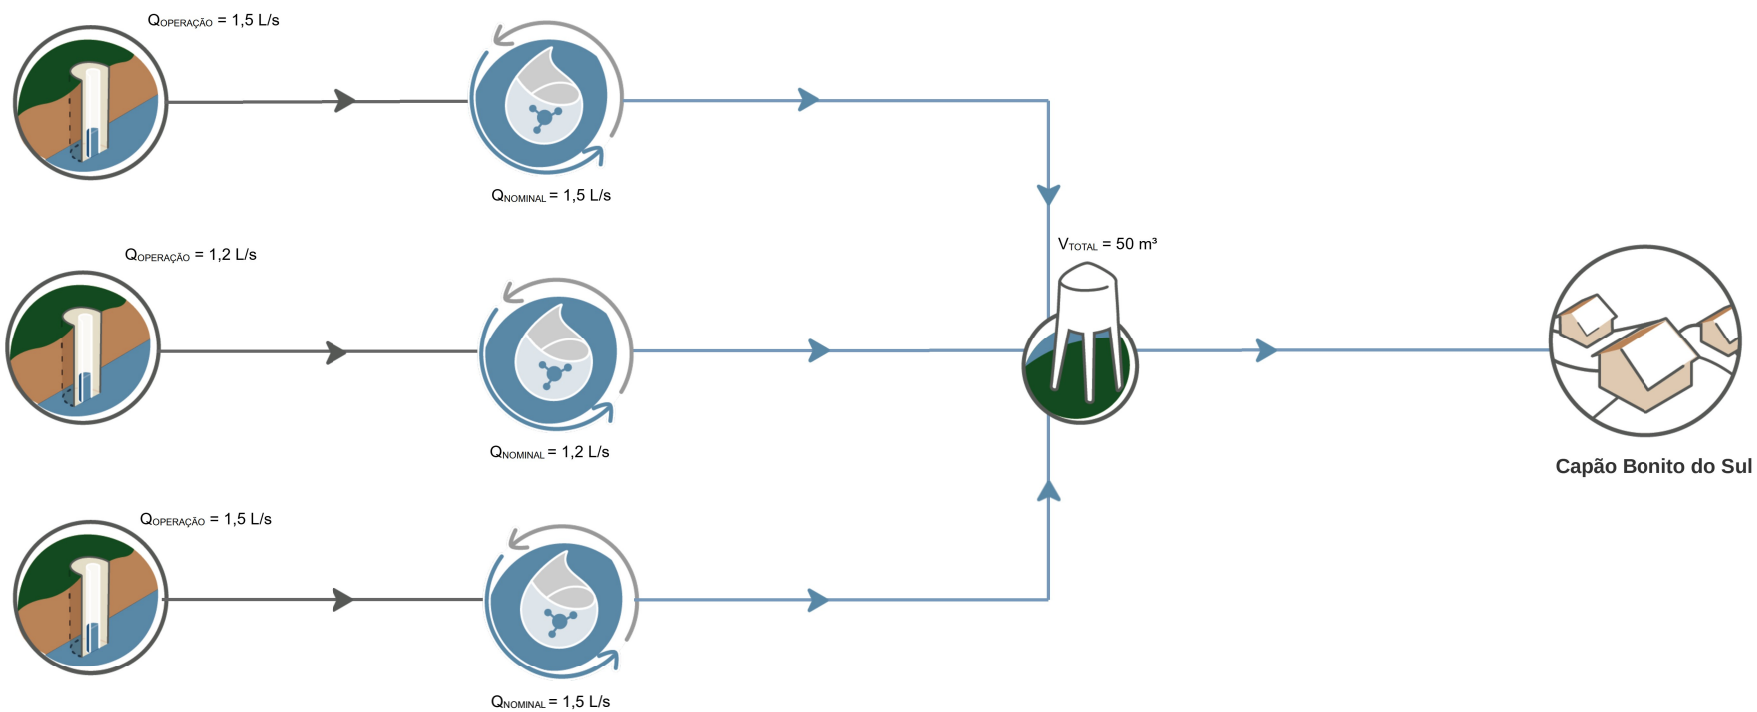 QOPERAÇÃO = 1,5 L/s
QNOMINAL = 1,5 L/s
QOPERAÇÃO = 1,2 L/s
VTOTAL = 50 m³
QNOMINAL = 1,2 L/s
Capão Bonito do Sul
QOPERAÇÃO = 1,5 L/s
QNOMINAL = 1,5 L/s